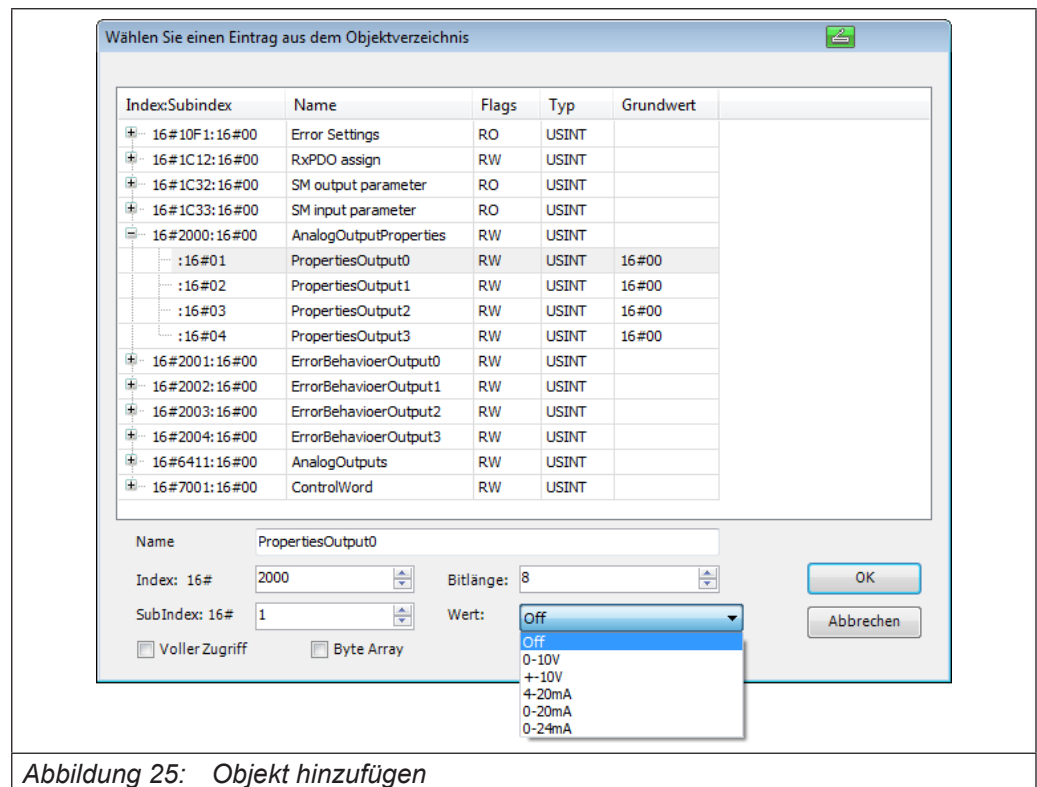 Wählen Sie einen Eintrag aus dem Objektverzeichnis
Index:Subindex Name Flags Typ Grundwert
16#10F1:16#00 Error Settings RO USINT
16#1C12:16#00 RxPDO assign RW USINT
16#1C32:16#00 SM output parameter RO USINT
16#1C33:16#00 SM input parameter RO USINT
16#2000:16#00 AnalogOutputProperties RW USINT
:16#01 PropertiesOutput0 RW USINT 16#00
:16#02 PropertiesOutput1 RW USINT 16#00
:16#03 PropertiesOutput2 RW USINT 16#00
:16#04 PropertiesOutput3 RW USINT 16#00
16#2001:16#00 ErrorBehavioerOutput0 RW USINT
16#2002:16#00 ErrorBehavioerOutput1 RW USINT
16#2003:16#00 ErrorBehavioerOutput2 RW USINT
16#2004:16#00 ErrorBehavioerOutput3 RW USINT
16#6411:16#00 AnalogOutputs RW USINT
16#7001:16#00 ControlWord RW USINT
Name PropertiesOutput0
Index: 16# 2000 Bitlänge: 8 OK
SubIndex: 16# 1 Wert: Off Abbrechen
Voller Zugriff Byte Array Off
0-10V
+-10V
4-20mA
0-20mA
0-24mA
Abbildung 25: Objekt hinzufügen